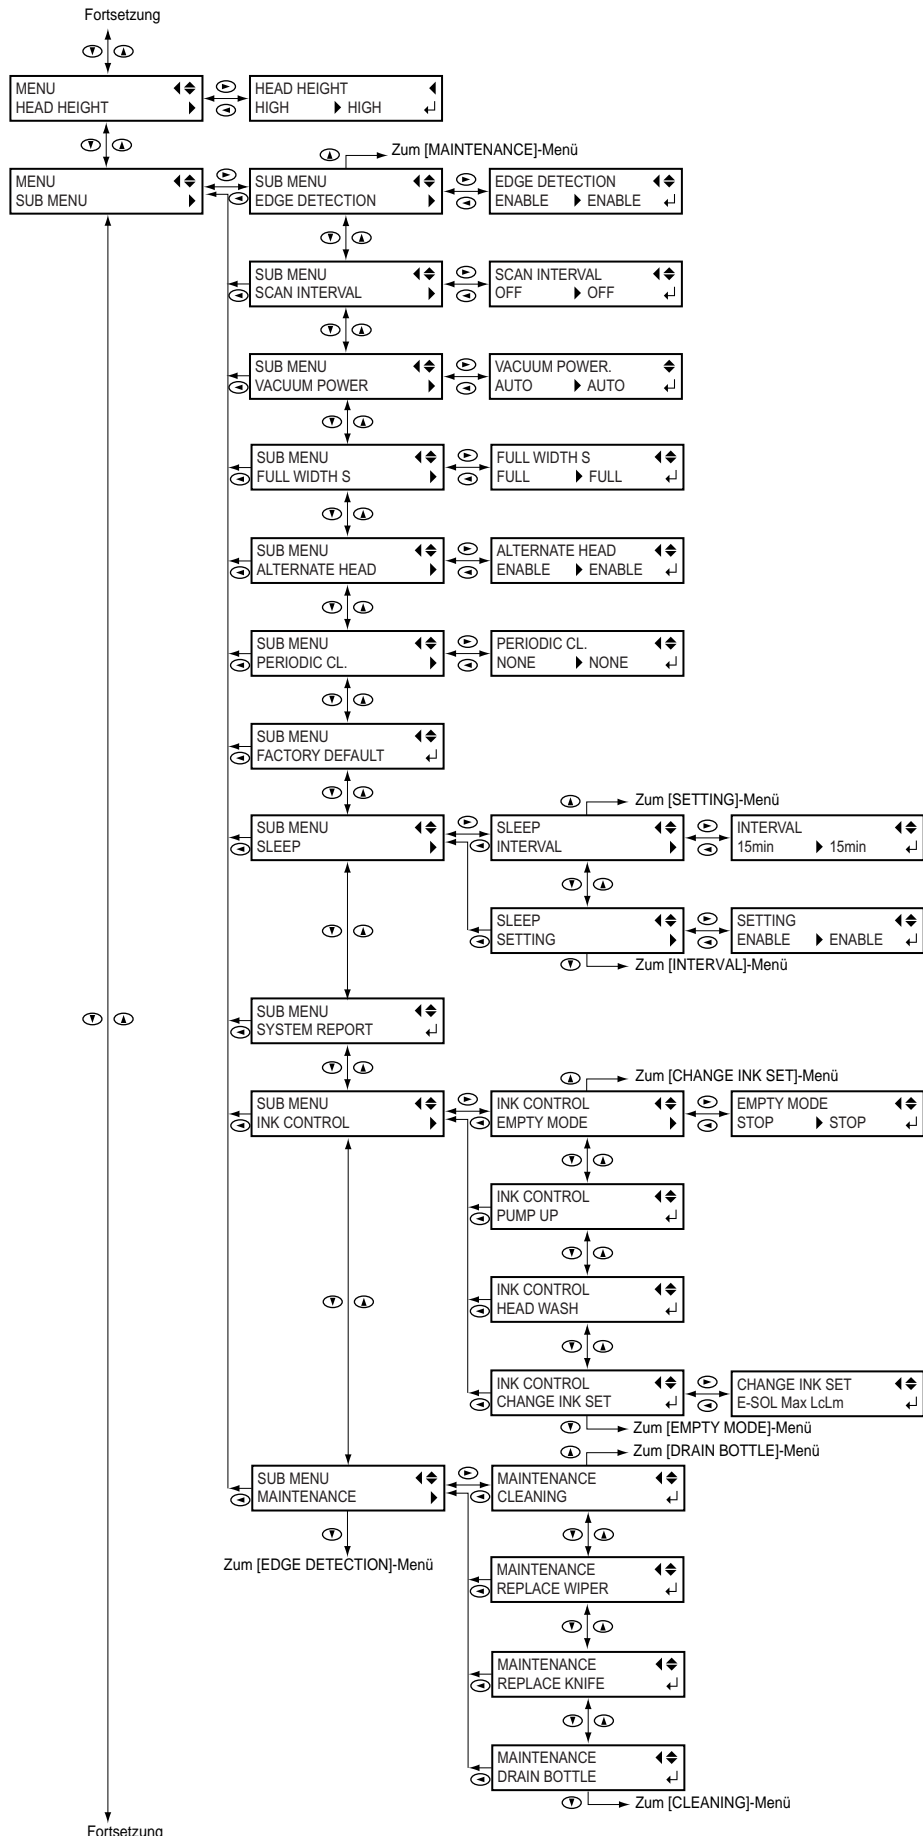 Fortsetzung
MENU
HEAD HEIGHT
HEAD HEIGHT
HIGH HIGH
Zum [MAINTENANCE]-Menü
MENU
SUB MENU
SUB MENU
EDGE DETECTION
EDGE DETECTION
ENABLE ENABLE
SUB MENU
SCAN INTERVAL
SCAN INTERVAL
OFF OFF
SUB MENU
VACUUM POWER
VACUUM POWER.
AUTO AUTO
SUB MENU
FULL WIDTH S
FULL WIDTH S
FULL FULL
SUB MENU
ALTERNATE HEAD
ALTERNATE HEAD
ENABLE ENABLE
SUB MENU
PERIODIC CL.
PERIODIC CL.
NONE NONE
SUB MENU
FACTORY DEFAULT
Zum [SETTING]-Menü
SUB MENU
SLEEP
SLEEP
INTERVAL
INTERVAL
15min 15min
SLEEP
SETTING
SETTING
ENABLE ENABLE
Zum [INTERVAL]-Menü
SUB MENU
SYSTEM REPORT
Zum [CHANGE INK SET]-Menü
SUB MENU
INK CONTROL
INK CONTROL
EMPTY MODE
EMPTY MODE
STOP STOP
INK CONTROL
PUMP UP
INK CONTROL
HEAD WASH
INK CONTROL
CHANGE INK SET
CHANGE INK SET
E-SOL Max LcLm
Zum [EMPTY MODE]-Menü
Zum [DRAIN BOTTLE]-Menü
SUB MENU
MAINTENANCE
MAINTENANCE
CLEANING
Zum [EDGE DETECTION]-Menü
MAINTENANCE
REPLACE WIPER
MAINTENANCE
REPLACE KNIFE
MAINTENANCE
DRAIN BOTTLE
Zum [CLEANING]-Menü
Fortsetzung